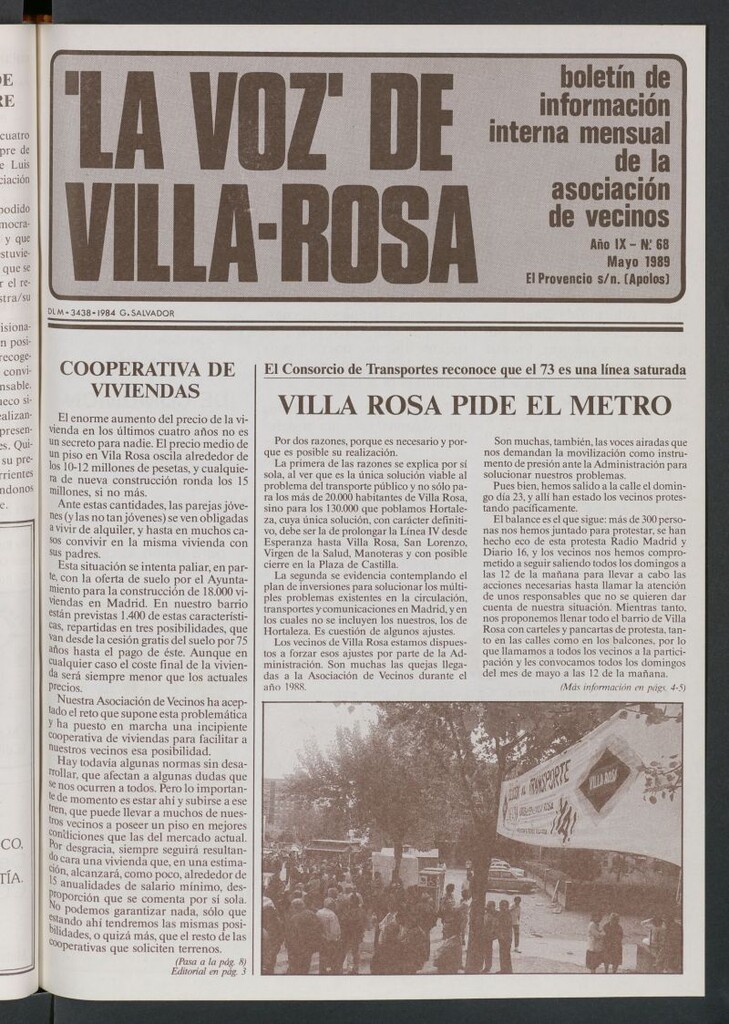 'LA VOZ' DE
VILLA-ROSA
boletín de
información
interna mensual
de la
asociación
de vecinos
Año IX - N.º 68
Mayo 1989
El Provencio s/n. (Apolos)
DLM-3438-1984 G. SALVADOR
COOPERATIVA DE
VIVIENDAS
El enorme aumento del precio de la vi-
vienda en los últimos cuatro años no es
un secreto para nadie. El precio medio de
un piso en Vila Rosa oscila alrededor de
los 10-12 millones de pesetas, y cualquie-
ra de nueva construcción ronda los 15
millones, si no más.
Ante estas cantidades, las parejas jóve-
nes (y las no tan jóvenes) se ven obligadas
a vivir de alquiler, y hasta en muchos ca-
sos convivir en la misma vivienda con
sus padres.
Esta situación se intenta paliar, en par-
te, con la oferta de suelo por el Ayunta-
miento para la construcción de 18.000 vi-
viendas en Madrid. En nuestro barrio
están previstas 1.400 de estas característi-
cas, repartidas en tres posibilidades, que
van desde la cesión gratis del suelo por 75
años hasta el pago de éste. Aunque en
cualquier caso el coste final de la vivien-
da será siempre menor que los actuales
precios.
Nuestra Asociación de Vecinos ha acep-
tado el reto que supone esta problemática
y ha puesto en marcha una incipiente
cooperativa de viviendas para facilitar a
nuestros vecinos esa posibilidad.
Hay todavía algunas normas sin desa-
rrollar, que afectan a algunas dudas que
se nos ocurren a todos. Pero lo importan-
te de momento es estar ahí y subirse a ese
tren, que puede llevar a muchos de nues-
tros vecinos a poseer un piso en mejores
condiciones que las del mercado actual.
Por desgracia, siempre seguirá resultan-
do cara una vivienda que, en una estima-
ción, alcanzará, como poco, alrededor de
15 anualidades de salario mínimo, des-
proporción que se comenta por sí sola.
No podemos garantizar nada, sólo que
estando ahí tendremos las mismas posi-
bilidades, o quizá más, que el resto de las
cooperativas que soliciten terrenos.
(Pasa a la pág. 8)
Editorial en pág. 3
El Consorcio de Transportes reconoce que el 73 es una línea saturada
VILLA ROSA PIDE EL METRO
Por dos razones, porque es necesario y por-
que es posible su realización.
La primera de las razones se explica por sí
sola, al ver que es la única solución viable al
problema del transporte público y no sólo pa-
ra los más de 20.000 habitantes de Villa Rosa,
sino para los 130.000 que poblamos Hortale-
za, cuya única solución, con carácter definiti-
vo, debe ser la de prolongar la Línea IV desde
Esperanza hasta Villa Rosa, San Lorenzo,
Virgen de la Salud, Manoteras y con posible
cierre en la Plaza de Castilla.
La segunda se evidencia contemplando el
plan de inversiones para solucionar los múlti-
ples problemas existentes en la circulación,
transportes y comunicaciones en Madrid, y en
los cuales no se incluyen los nuestros, los de
Hortaleza. Es cuestión de algunos ajustes.
Los vecinos de Villa Rosa estamos dispues-
tos a forzar esos ajustes por parte de la Ad-
ministración. Son muchas las quejas llega-
das a la Asociación de Vecinos durante el
año 1988.
Son muchas, también, las voces airadas que
nos demandan la movilización como instru-
mento de presión ante la Administración para
solucionar nuestros problemas.
Pues bien, hemos salido a la calle el domin-
go día 23, y allí han estado los vecinos protes-
tando pacíficamente.
El balance es el que sigue: más de 300 perso-
nas nos hemos juntado para protestar, se han
hecho eco de esta protesta Radio Madrid y
Diario 16, y los vecinos nos hemos compro-
metido a seguir saliendo todos los domingos a
las 12 de la mañana para llevar a cabo las
acciones necesarias hasta llamar la atención
de unos responsables que no se quieren dar
cuenta de nuestra situación. Mientras tanto,
nos proponemos llenar todo el barrio de Villa
Rosa con carteles y pancartas de protesta, tan-
to en las calles como en los balcones, por lo
que llamamos a todos los vecinos a la partici-
pación y les convocamos todos los domingos
del mes de mayo a las 12 de la mañana.
(Más información en págs. 4-5)
AL TRANSPORTE
VILLA ROSA
¡YA!